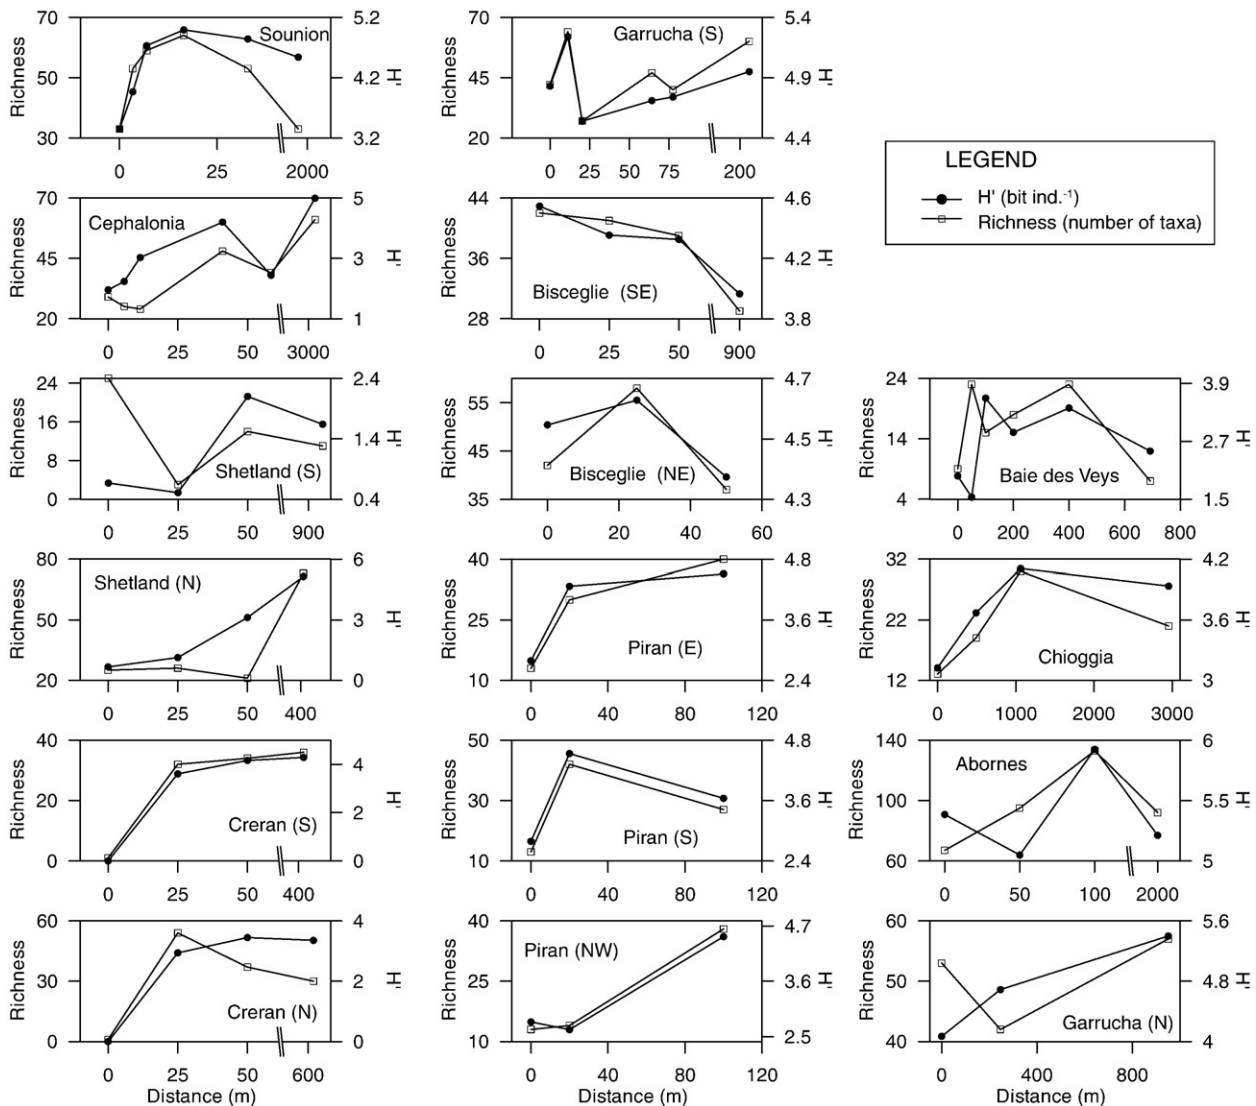 70 5.2
Sounion
Richness 50 4.2 H'
30 3.2
0 25 2000
70 5.4
Garrucha (S)
Richness 45 4.9 H'
20 4.4
0 25 50 75 200
LEGEND
H' (bit ind.⁻¹)
Richness (number of taxa)
70 5
Cephalonia
Richness 45 3 H'
20 1
0 25 50 3000
44 4.6
Richness 36 4.2 H'
Bisceglie (SE)
28 3.8
0 25 50 900
24 2.4
Richness 16 1.4 H'
8
Shetland (S)
0 0.4
0 25 50 900
4.7
55
Richness 45 4.5 H'
Bisceglie (NE)
35 4.3
0 20 40 60
24 3.9
Richness 14 2.7 H'
Baie des Veys
4 1.5
0 200 400 600 800
80 6
Shetland (N)
Richness 50 3 H'
20 0
0 25 50 400
40 4.8
Richness 25 3.6 H'
Piran (E)
10 2.4
0 40 80 120
32 4.2
Richness 22 3.6 H'
Chioggia
12 3
0 1000 2000 3000
40 4
Richness 20 2 H'
Creran (S)
0 0
0 25 50 400
50 4.8
Richness 30 3.6 H'
Piran (S)
10 2.4
0 40 80 120
140 6
Abornes
Richness 100 5.5 H'
60 5
0 50 100 2000
60 4
Richness 30 2 H'
Creran (N)
0 0
0 25 50 600
Distance (m)
40 4.7
Piran (NW)
Richness 25 3.6 H'
10 2.5
0 40 80 120
Distance (m)
60 5.6
Richness 50 4.8 H'
Garrucha (N)
40 4
0 400 800
Distance (m)